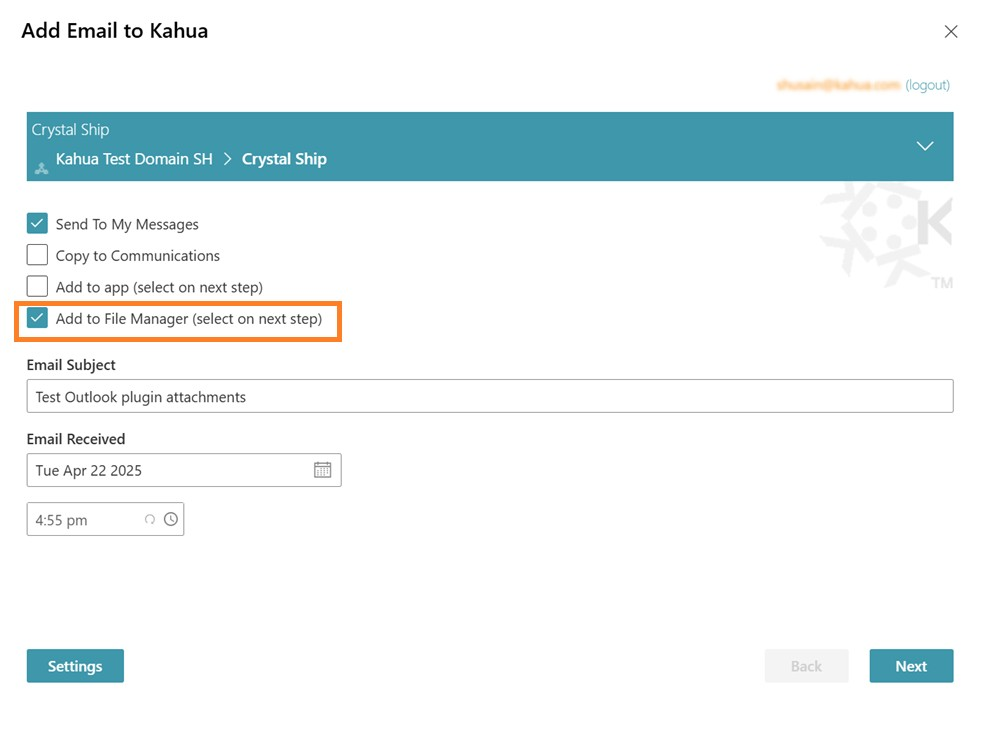 Add Email to Kahua
(logout)
Crystal Ship
Kahua Test Domain SH > Crystal Ship
Send To My Messages
Copy to Communications
Add to app (select on next step)
Add to File Manager (select on next step)
K
TM
Email Subject
Test Outlook plugin attachments
Email Received
Tue Apr 22 2025
4:55 pm
Settings
Back
Next